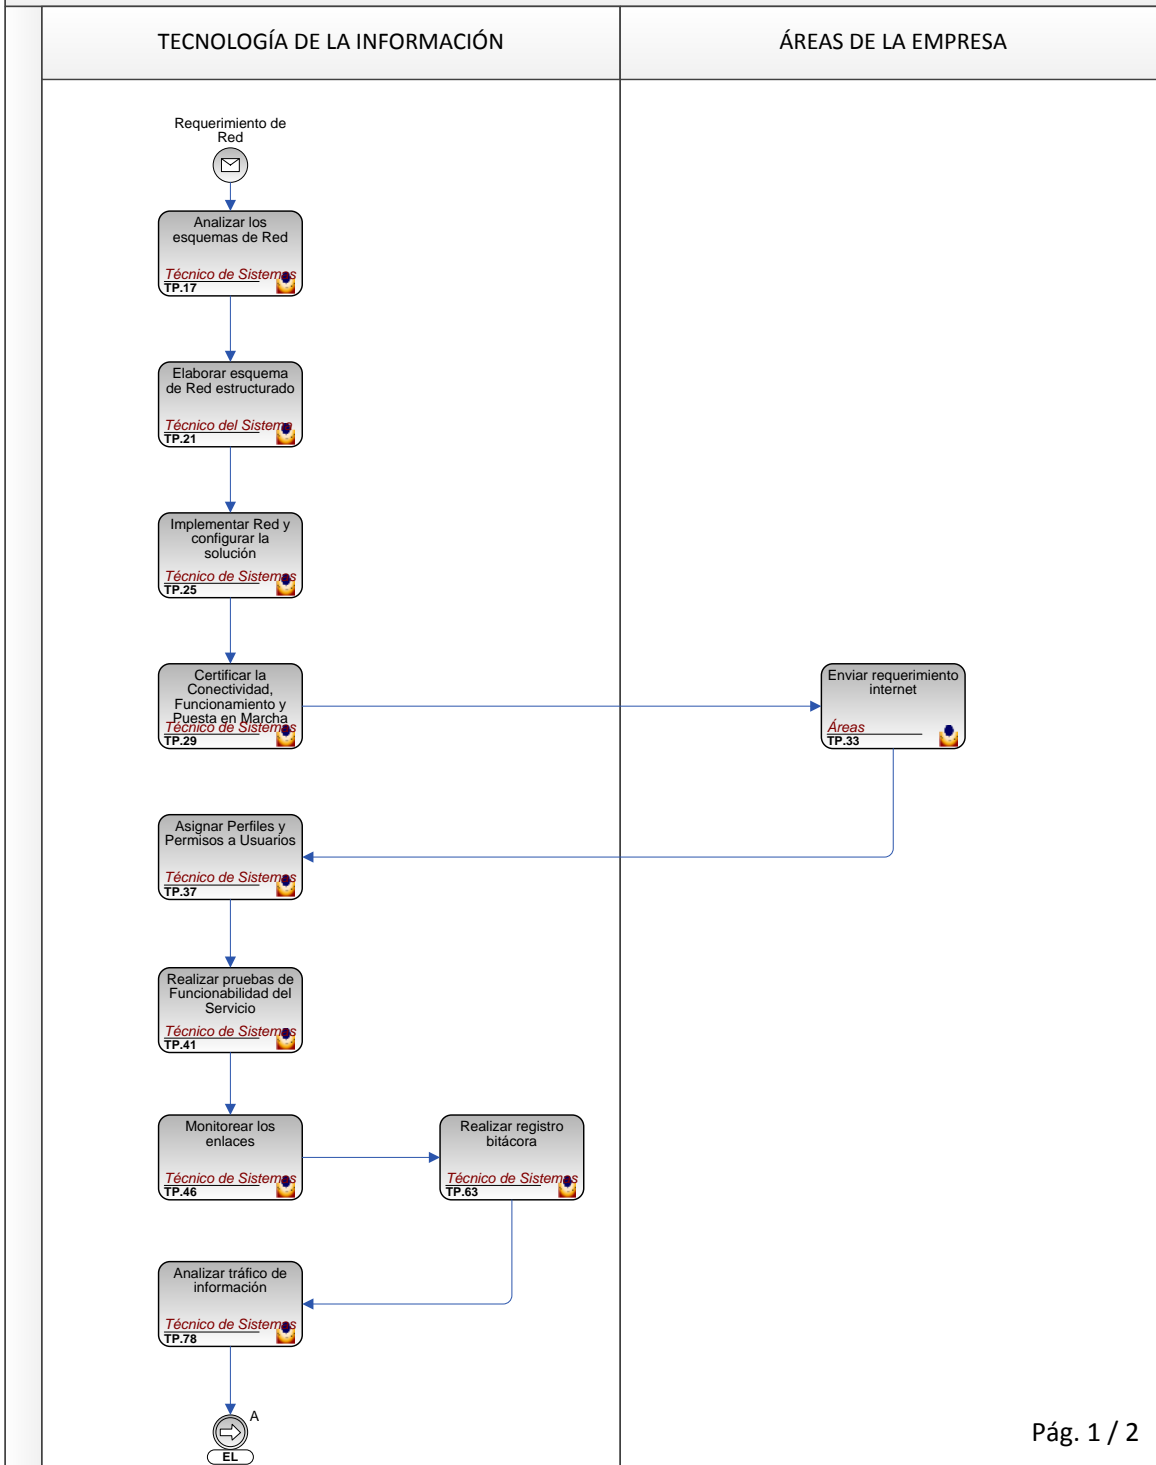 TECNOLOGÍA DE LA INFORMACIÓN
ÁREAS DE LA EMPRESA
Requerimiento de
Red
Analizar los
esquemas de Red
Técnico de Sistemas
TP.17
Elaborar esquema
de Red estructurado
Técnico del Sistema
TP.21
Implementar Red y
configurar la
solución
Técnico de Sistemas
TP.25
Certificar la
Conectividad,
Funcionamiento y
Puesta en Marcha
Técnico de Sistemas
TP.29
Enviar requerimiento
internet
Áreas
TP.33
Asignar Perfiles y
Permisos a Usuarios
Técnico de Sistemas
TP.37
Realizar pruebas de
Funcionabilidad del
Servicio
Técnico de Sistemas
TP.41
Monitorear los
enlaces
Técnico de Sistemas
TP.46
Realizar registro
bitácora
Técnico de Sistemas
TP.63
Analizar tráfico de
información
Técnico de Sistemas
TP.78
A
EL
Pág. 1 / 2